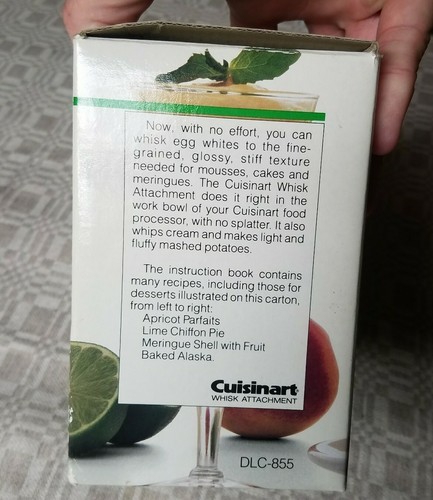 Now, with no effort, you can
whisk egg whites to the fine-
grained, glossy, stiff texture
needed for mousses, cakes and
meringues. The Cuisinart Whisk
Attachment does it right in the
work bowl of your Cuisinart food
processor, with no splatter. It also
whips cream and makes light and
fluffy mashed potatoes.
The instruction book contains
many recipes, including those for
desserts illustrated on this carton,
from left to right:
Apricot Parfaits
Lime Chiffon Pie
Meringue Shell with Fruit
Baked Alaska.
Cuisinart®
WHISK ATTACHMENT
DLC-855